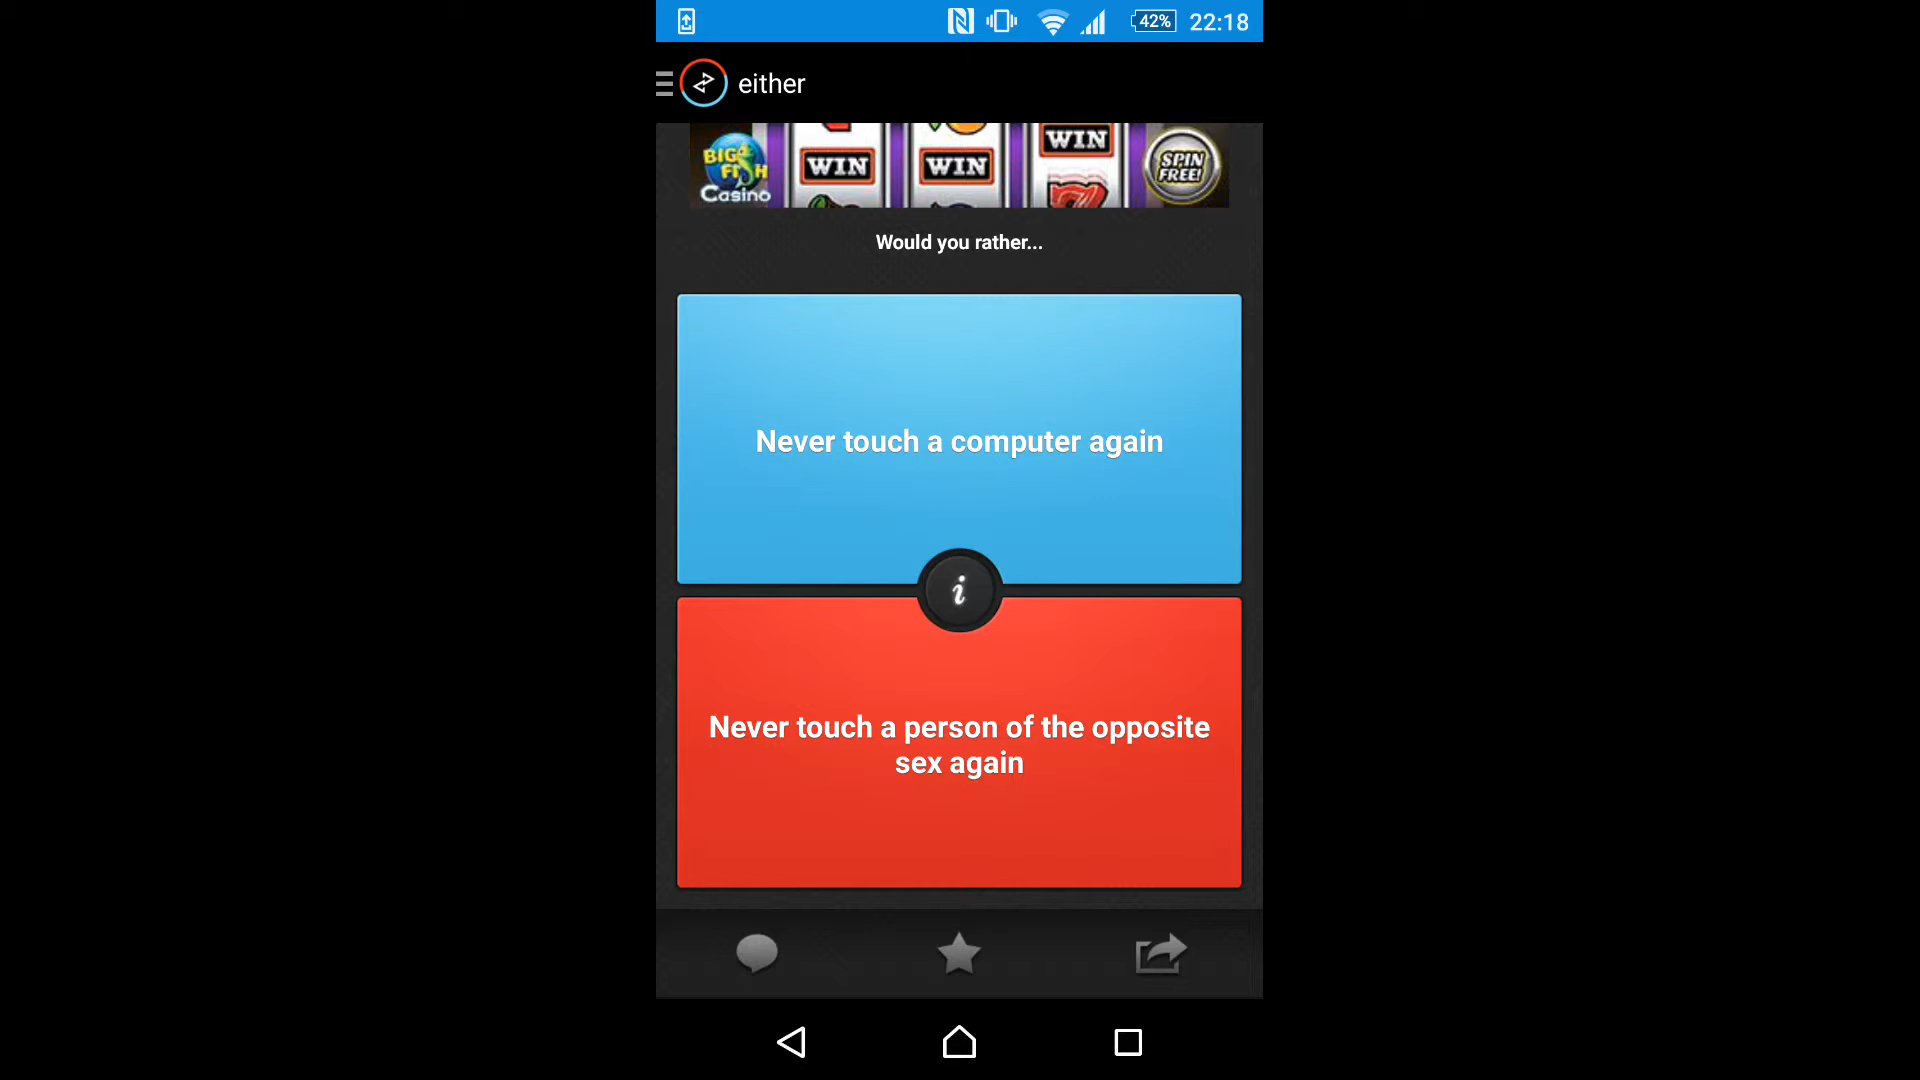 42% 22:18
either
BIG FISH Casino
WIN WIN WIN
SPIN FREE!
Would you rather...
Never touch a computer again
i
Never touch a person of the opposite
sex again